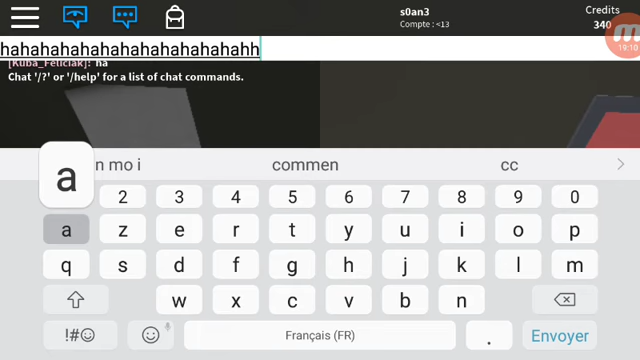 s0an3
Compte : <13
Credits
340
19:10
hahahahahahahahahahahahahh
[Kuba_Feliciak]: ha
Chat '/?' or '/help' for a list of chat commands.
a
n mo i
commen
cc
2 3 4 5 6 7 8 9 0
a z e r t y u i o p
q s d f g h j k l m
w x c v b n
!#☺
Français (FR)
.
Envoyer